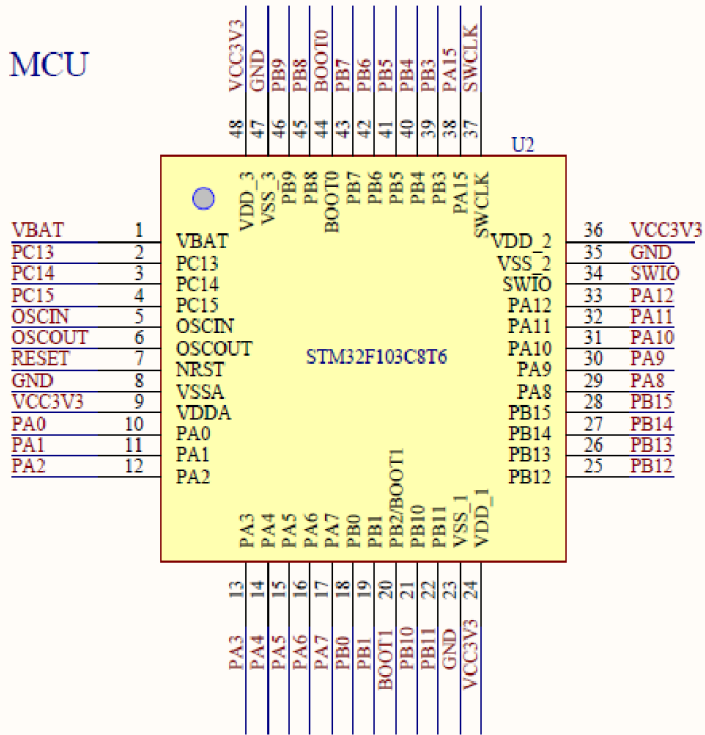 MCU
VCC3V3 GND PB9 PB8 BOOT0 PB7 PB6 PB5 PB4 PB3 PA15 SWCLK
48 47 46 45 44 43 42 41 40 39 38 37
U2
VDD_3 VSS_3 PB9 PB8 BOOT0 PB7 PB6 PB5 PB4 PB3 PA15 SWCLK
VBAT 1 VBAT VDD_2 36 VCC3V3
PC13 2 PC13 VSS_2 35 GND
PC14 3 PC14 SWIO 34 SWIO
PC15 4 PC15 PA12 33 PA12
OSCIN 5 OSCIN PA11 32 PA11
OSCOUT 6 OSCOUT PA10 31 PA10
STM32F103C8T6
RESET 7 NRST PA9 30 PA9
GND 8 VSSA PA8 29 PA8
VCC3V3 9 VDDA PB15 28 PB15
PA0 10 PA0 PB14 27 PB14
PA1 11 PA1 PB13 26 PB13
PA2 12 PA2 PB12 25 PB12
PA3 PA4 PA5 PA6 PA7 PB0 PB1 PB2/BOOT1 PB10 PB11 VSS_1 VDD_1
13 14 15 16 17 18 19 20 21 22 23 24
PA3 PA4 PA5 PA6 PA7 PB0 PB1 BOOT1 PB10 PB11 GND VCC3V3